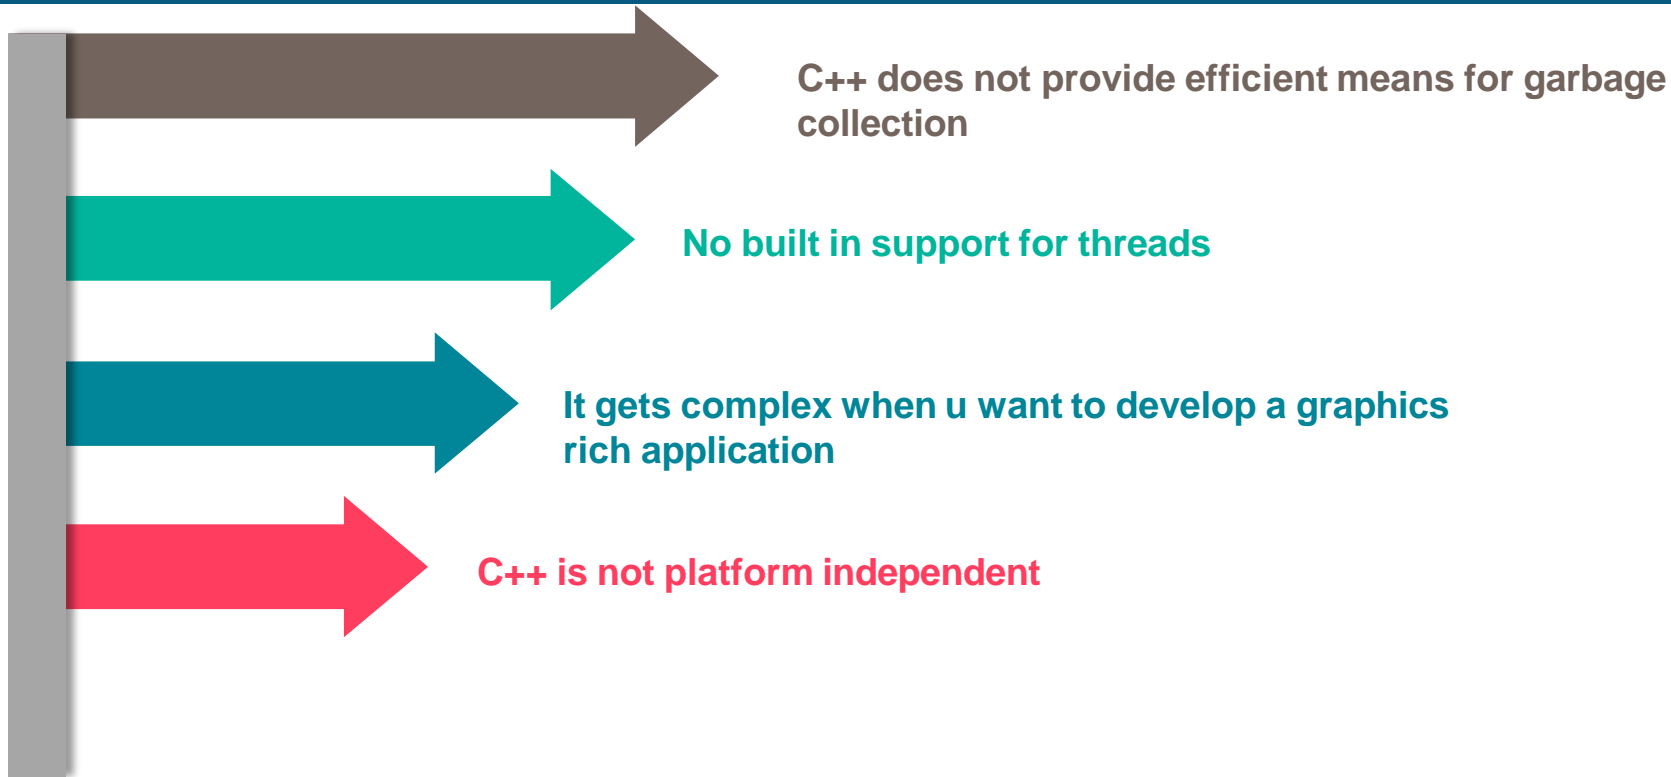 C++ does not provide efficient means for garbage
collection
No built in support for threads
It gets complex when u want to develop a graphics
rich application
C++ is not platform independent